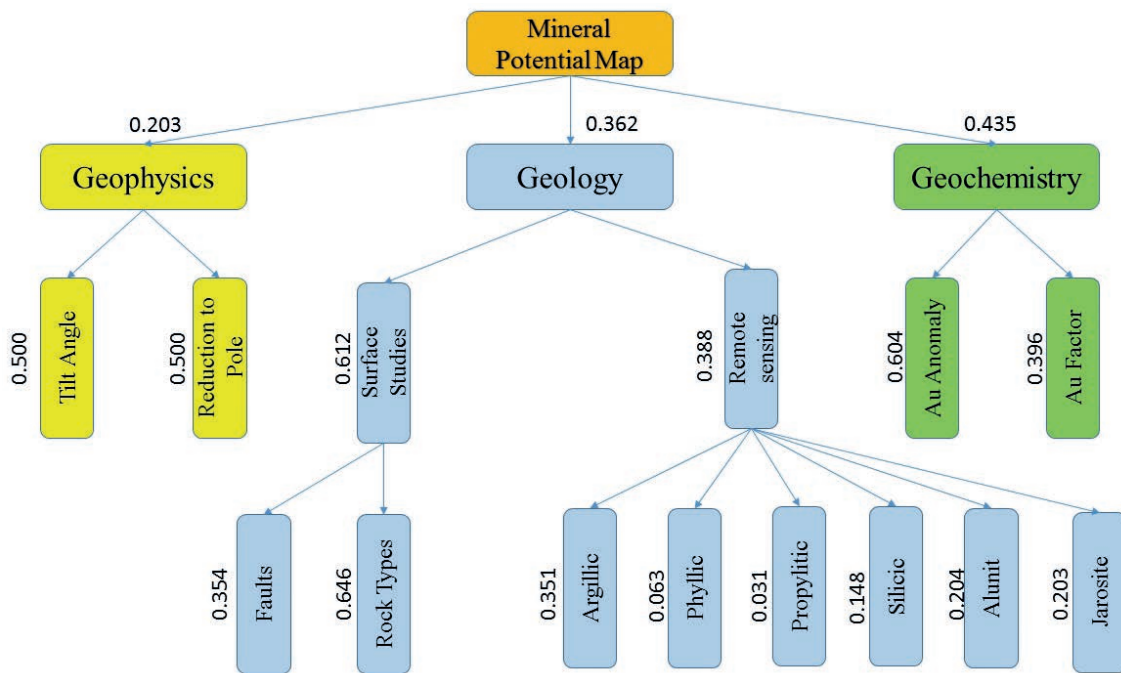 Mineral
Potential Map
0.203
0.362
0.435
Geophysics
Geology
Geochemistry
0.500
Tilt Angle
0.500
Reduction to
Pole
0.612
Surface
Studies
0.388
Remote
sensing
0.604
Au Anomaly
0.396
Au Factor
0.354
Faults
0.646
Rock Types
0.351
Argillic
0.063
Phyllic
0.031
Propylitic
0.148
Silicic
0.204
Alunit
0.203
Jarosite